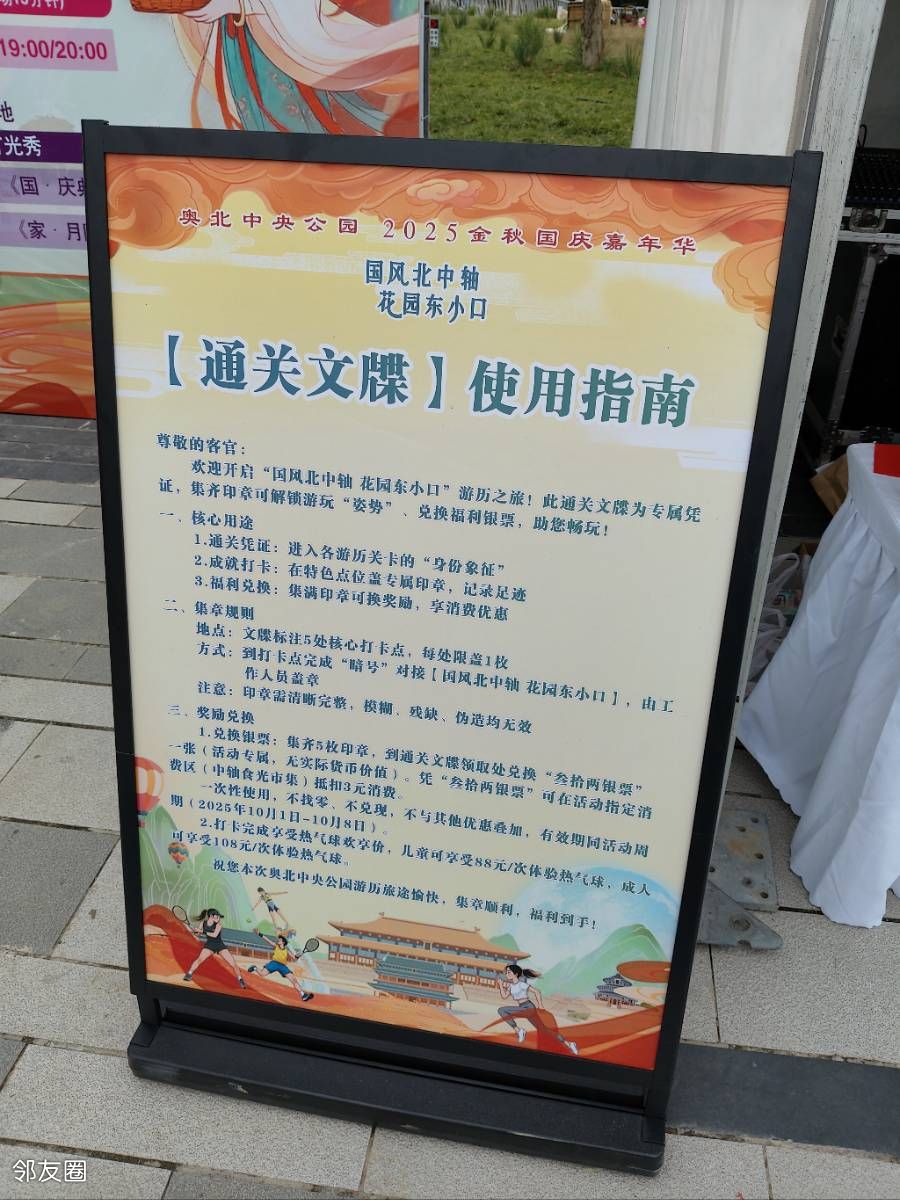 19:00/20:00
地
光秀
《国·庆典
《家·月
奥北中央公园 2025金秋国庆嘉年华
国风北中轴
花园东小口
【通关文牒】使用指南
尊敬的客官：
欢迎开启“国风北中轴 花园东小口”游历之旅！此通关文牒为专属凭
证，集齐印章可解锁游玩“姿势”、兑换福利银票，助您畅玩！
一、核心用途
1.通关凭证：进入各游历关卡的“身份象征”
2.成就打卡：在特色点位盖专属印章，记录足迹
3.福利兑换：集满印章可换奖励，享消费优惠
二、集章规则
地点：文牒标注5处核心打卡点，每处限盖1枚
方式：到打卡点完成“暗号”对接【国风北中轴 花园东小口】，由工
作人员盖章
注意：印章需清晰完整，模糊、残缺、伪造均无效
三、奖励兑换
1.兑换银票：集齐5枚印章，到通关文牒领取处兑换“叁拾两银票”
一张（活动专属，无实际货币价值）。凭“叁拾两银票”可在活动指定消
费区（中轴食光市集）抵扣3元消费。
一次性使用，不找零、不兑现，不与其他优惠叠加，有效期同活动周
期（2025年10月1日-10月8日）。
2.打卡完成享受热气球欢享价，儿童可享受88元/次体验热气球，成人
可享受108元/次体验热气球。
祝您本次奥北中央公园游历旅途愉快，集章顺利，福利到手！
邻友圈